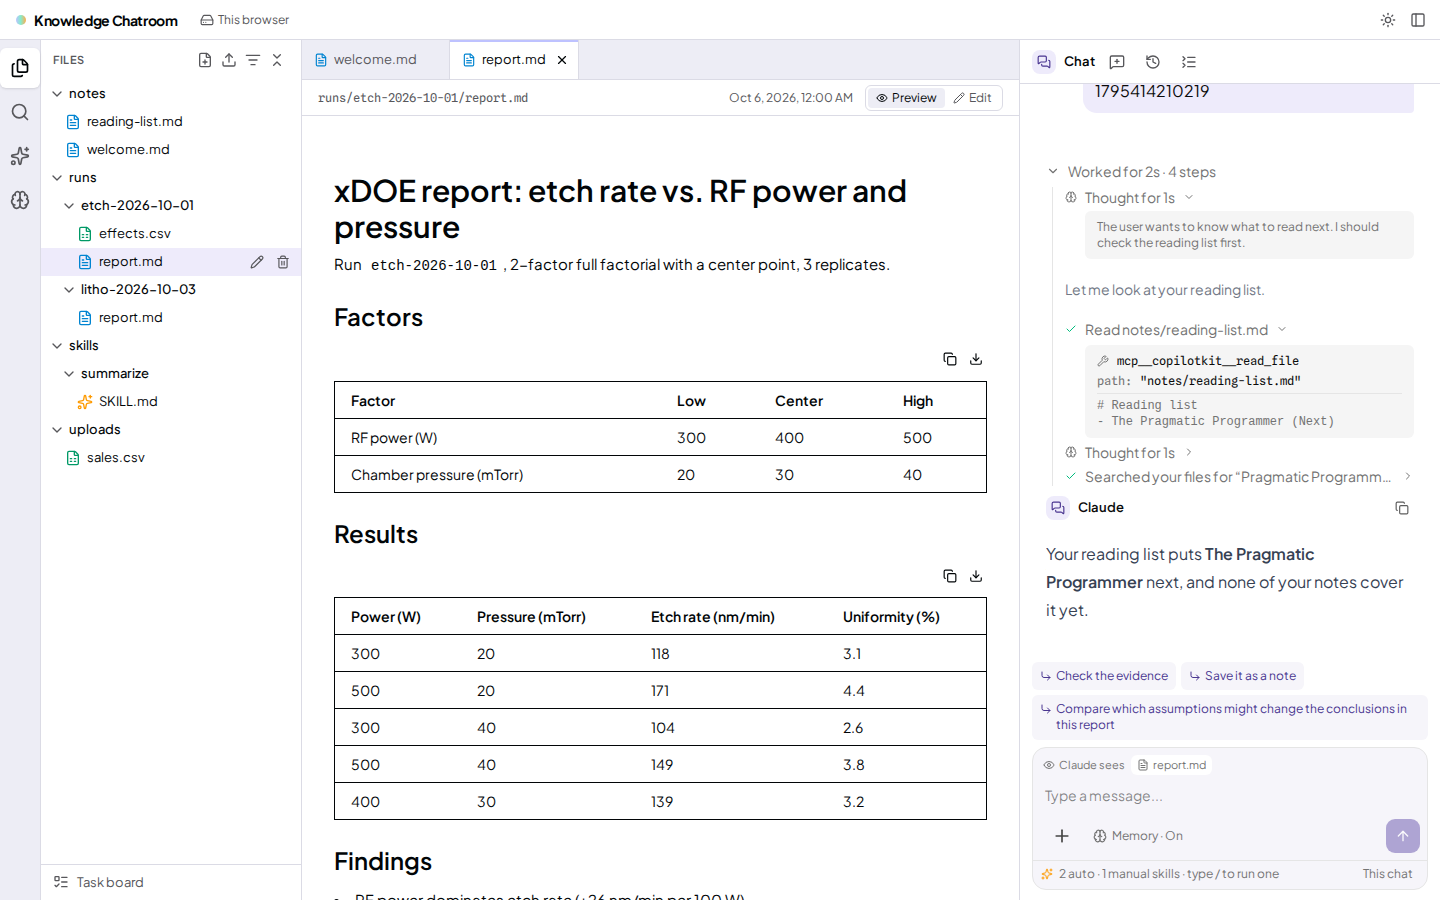 Knowledge Chatroom
This browser
FILES
notes
reading-list.md
welcome.md
runs
etch-2026-10-01
effects.csv
report.md
litho-2026-10-03
report.md
skills
summarize
SKILL.md
uploads
sales.csv
Task board
welcome.md
report.md
runs/etch-2026-10-01/report.md
Oct 6, 2026, 12:00 AM
Preview
Edit
xDOE report: etch rate vs. RF power and
pressure
Run etch-2026-10-01 , 2-factor full factorial with a center point, 3 replicates.
Factors
Factor Low Center High
RF power (W) 300 400 500
Chamber pressure (mTorr) 20 30 40
Results
Power (W) Pressure (mTorr) Etch rate (nm/min) Uniformity (%)
300 20 118 3.1
500 20 171 4.4
300 40 104 2.6
500 40 149 3.8
400 30 139 3.2
Findings
RF power dominates etch rate (+26 nm/min per 100 W)
Chat
1795414210219
Worked for 2s · 4 steps
Thought for 1s
The user wants to know what to read next. I should
check the reading list first.
Let me look at your reading list.
Read notes/reading-list.md
mcp__copilotkit__read_file
path: "notes/reading-list.md"
# Reading list
- The Pragmatic Programmer (Next)
Thought for 1s
Searched your files for “Pragmatic Programm...
Claude
Your reading list puts The Pragmatic
Programmer next, and none of your notes cover
it yet.
Check the evidence
Save it as a note
Compare which assumptions might change the conclusions in
this report
Claude sees report.md
Type a message...
Memory · On
2 auto · 1 manual skills · type / to run one
This chat